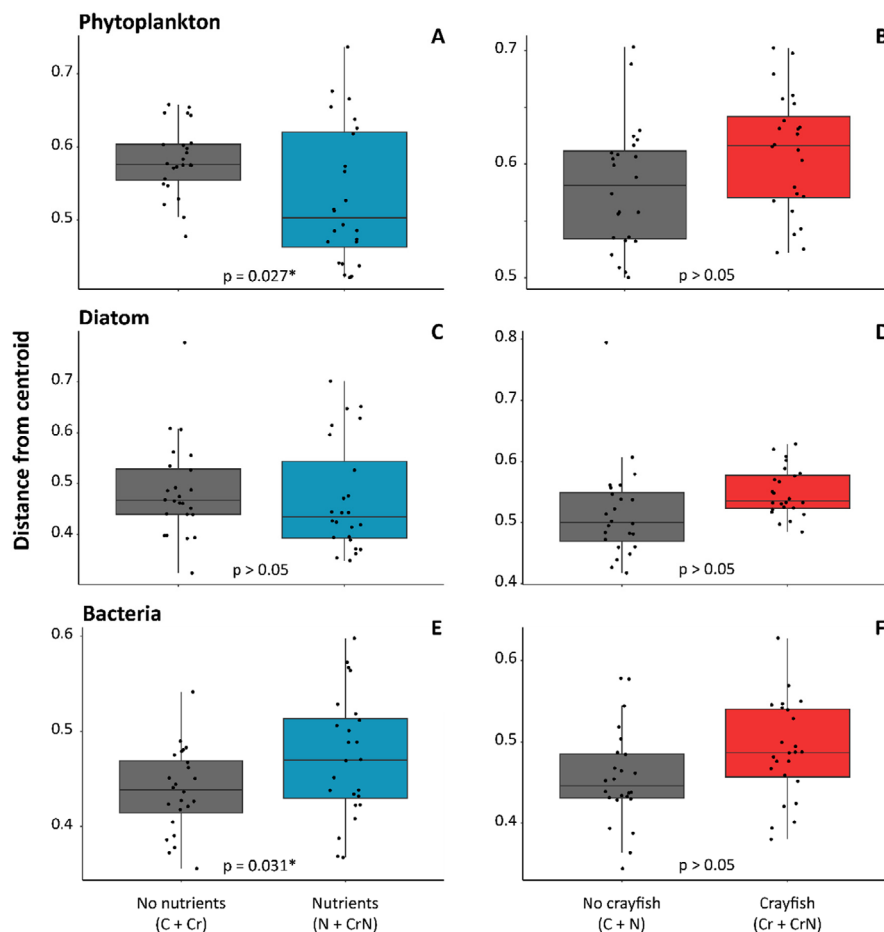 Phytoplankton
A
B
0.7
0.6
0.5
0.7
0.6
0.5
p = 0.027*
p > 0.05
Distance from centroid
Diatom
C
D
0.7
0.6
0.5
0.4
0.8
0.7
0.6
0.5
0.4
p > 0.05
p > 0.05
Bacteria
E
F
0.6
0.5
0.4
0.6
0.5
0.4
p = 0.031*
p > 0.05
No nutrients
(C + Cr)
Nutrients
(N + CrN)
No crayfish
(C + N)
Crayfish
(Cr + CrN)